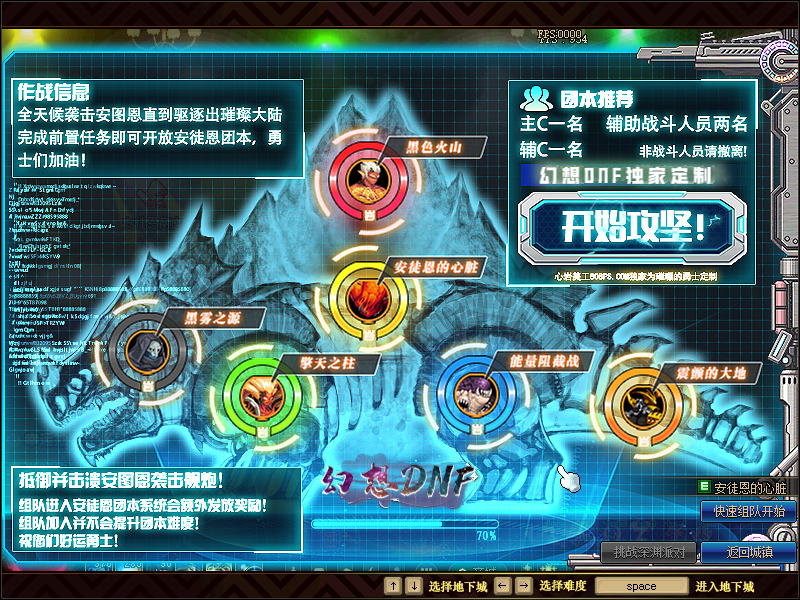 FPS:0000
作战信息
全天候袭击安图恩直到驱逐出璀璨大陆
完成前置任务即可开放安徒恩团本，勇
士们加油！
团本推荐
主C一名 辅助战斗人员两名
辅C一名 非战斗人员请撤离!
幻想DNF独家定制
开始攻坚!
黑色火山
安徒恩的心脏
黑雾之源
擎天之柱
能量阻截战
震颤的大地
抵御并击溃安图恩袭击舰炮!
组队进入安徒恩团本系统会额外发放奖励!
组队加入并不会提升团本难度!
祝您们好运勇士!
幻想DNF
70%
E 安徒恩的心脏
快速组队开始
挑战深渊派对
返回城镇
↑ ↓ 选择地下城 ← → 选择难度 space 进入地下城